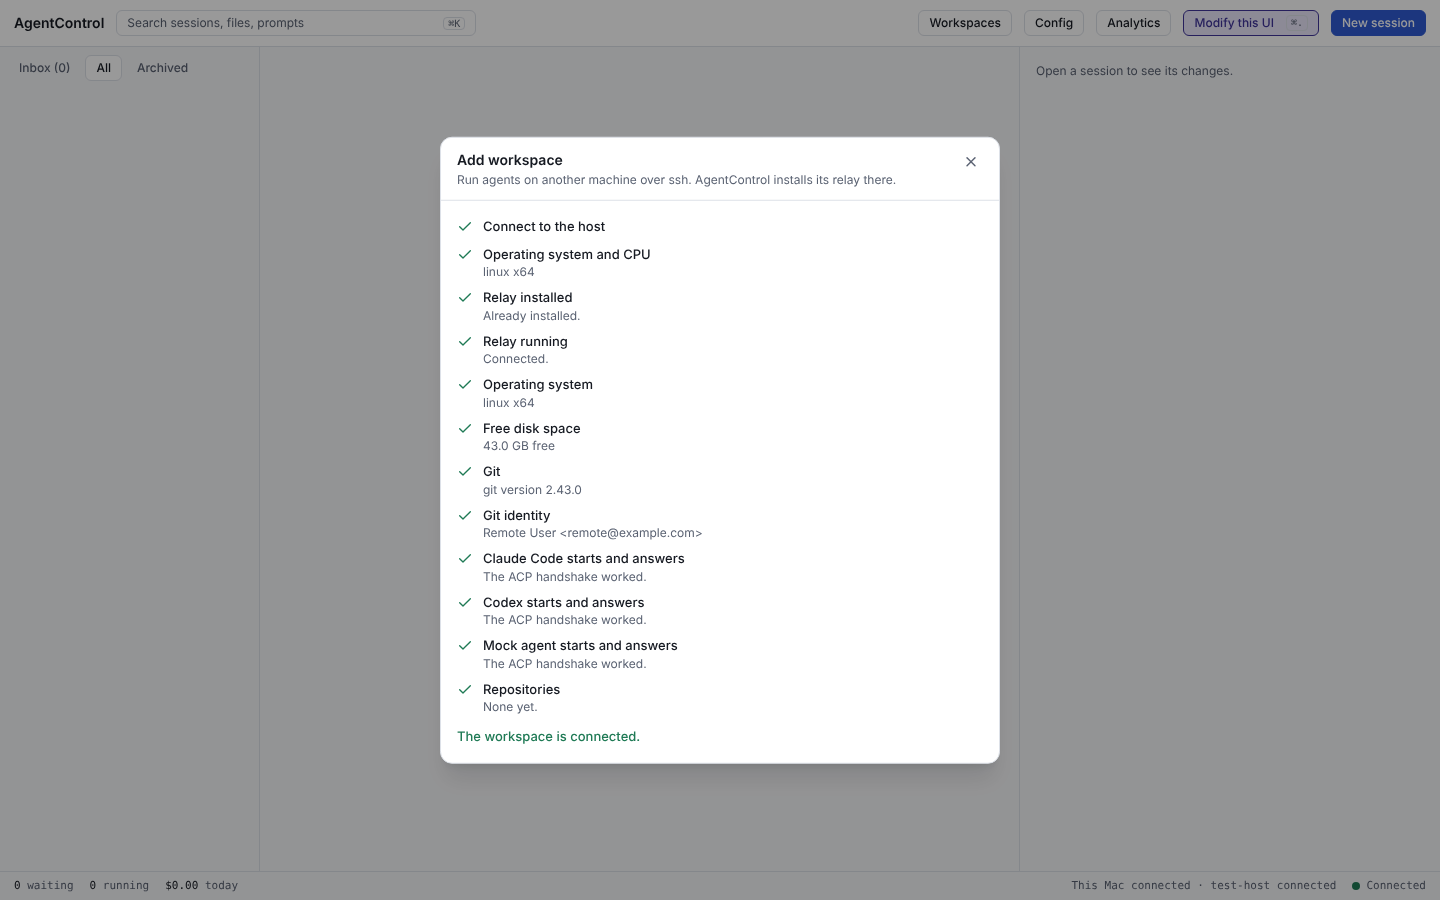 AgentControl
Search sessions, files, prompts ⌘K
Workspaces
Config
Analytics
Modify this UI ⌘.
New session
Inbox (0)
All
Archived
Open a session to see its changes.
Add workspace
Run agents on another machine over ssh. AgentControl installs its relay there.
Connect to the host
Operating system and CPU
linux x64
Relay installed
Already installed.
Relay running
Connected.
Operating system
linux x64
Free disk space
43.0 GB free
Git
git version 2.43.0
Git identity
Remote User <remote@example.com>
Claude Code starts and answers
The ACP handshake worked.
Codex starts and answers
The ACP handshake worked.
Mock agent starts and answers
The ACP handshake worked.
Repositories
None yet.
The workspace is connected.
0 waiting 0 running $0.00 today
This Mac connected · test-host connected
Connected